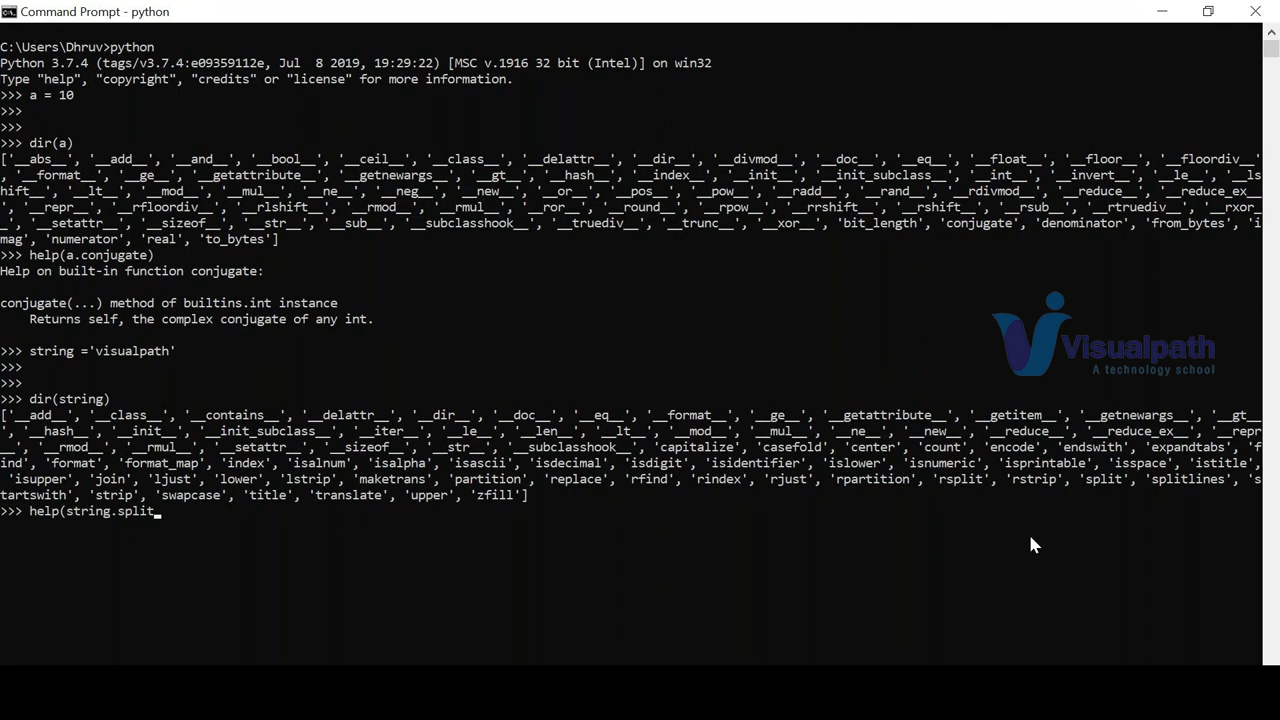 Command Prompt - python
C:\Users\Dhruv>python
Python 3.7.4 (tags/v3.7.4:e09359112e, Jul  8 2019, 19:29:22) [MSC v.1916 32 bit (Intel)] on win32
Type "help", "copyright", "credits" or "license" for more information.
>>> a = 10
>>>
>>>
>>> dir(a)
['__abs__', '__add__', '__and__', '__bool__', '__ceil__', '__class__', '__delattr__', '__dir__', '__divmod__', '__doc__', '__eq__', '__float__', '__floor__', '__floordiv__'
, '__format__', '__ge__', '__getattribute__', '__getnewargs__', '__gt__', '__hash__', '__index__', '__init__', '__init_subclass__', '__int__', '__invert__', '__le__', '__ls
hift__', '__lt__', '__mod__', '__mul__', '__ne__', '__neg__', '__new__', '__or__', '__pos__', '__pow__', '__radd__', '__rand__', '__rdivmod__', '__reduce__', '__reduce_ex__
', '__repr__', '__rfloordiv__', '__rlshift__', '__rmod__', '__rmul__', '__ror__', '__round__', '__rpow__', '__rrshift__', '__rshift__', '__rsub__', '__rtruediv__', '__rxor_
_', '__setattr__', '__sizeof__', '__str__', '__sub__', '__subclasshook__', '__truediv__', '__trunc__', '__xor__', 'bit_length', 'conjugate', 'denominator', 'from_bytes', 'i
mag', 'numerator', 'real', 'to_bytes']
>>> help(a.conjugate)
Help on built-in function conjugate:
conjugate(...) method of builtins.int instance
    Returns self, the complex conjugate of any int.
>>> string ='visualpath'
>>>
>>>
>>> dir(string)
['__add__', '__class__', '__contains__', '__delattr__', '__dir__', '__doc__', '__eq__', '__format__', '__ge__', '__getattribute__', '__getitem__', '__getnewargs__', '__gt__
', '__hash__', '__init__', '__init_subclass__', '__iter__', '__le__', '__len__', '__lt__', '__mod__', '__mul__', '__ne__', '__new__', '__reduce__', '__reduce_ex__', '__repr
__', '__rmod__', '__rmul__', '__setattr__', '__sizeof__', '__str__', '__subclasshook__', 'capitalize', 'casefold', 'center', 'count', 'encode', 'endswith', 'expandtabs', 'f
ind', 'format', 'format_map', 'index', 'isalnum', 'isalpha', 'isascii', 'isdecimal', 'isdigit', 'isidentifier', 'islower', 'isnumeric', 'isprintable', 'isspace', 'istitle',
 'isupper', 'join', 'ljust', 'lower', 'lstrip', 'maketrans', 'partition', 'replace', 'rfind', 'rindex', 'rjust', 'rpartition', 'rsplit', 'rstrip', 'split', 'splitlines', 's
tartswith', 'strip', 'swapcase', 'title', 'translate', 'upper', 'zfill']
>>> help(string.split
Visualpath
A technology school